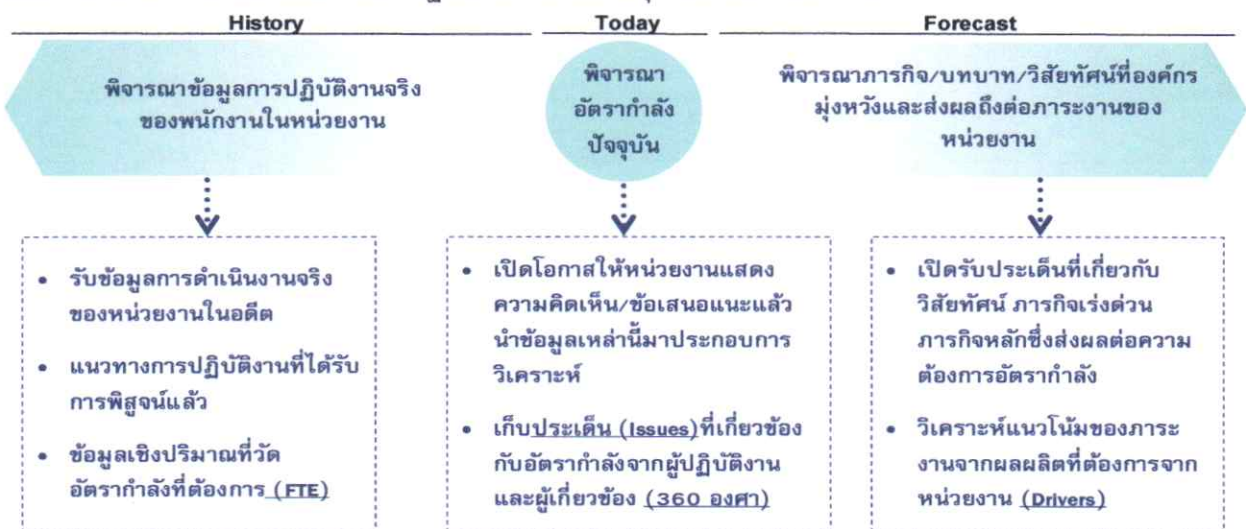 History
Today
Forecast
พิจารณาข้อมูลการปฏิบัติงานจริง
ของพนักงานในหน่วยงาน
พิจารณา
อัตรากำลัง
ปัจจุบัน
พิจารณาภารกิจ/บทบาท/วิสัยทัศน์ที่องค์กร
มุ่งหวังและส่งผลถึงต่อภาระงานของ
หน่วยงาน
• รับข้อมูลการดำเนินงานจริง
ของหน่วยงานในอดีต
• แนวทางการปฏิบัติงานที่ได้รับ
การพิสูจน์แล้ว
• ข้อมูลเชิงปริมาณที่วัด
อัตรากำลังที่ต้องการ (FTE)
• เปิดโอกาสให้หน่วยงานแสดง
ความคิดเห็น/ข้อเสนอแนะแล้ว
นำข้อมูลเหล่านี้มาประกอบการ
วิเคราะห์
• เก็บประเด็น (Issues)ที่เกี่ยวข้อง
กับอัตรากำลังจากผู้ปฏิบัติงาน
และผู้เกี่ยวข้อง (360 องศา)
• เปิดรับประเด็นที่เกี่ยวกับ
วิสัยทัศน์ ภารกิจเร่งด่วน
ภารกิจหลักซึ่งส่งผลต่อความ
ต้องการอัตรากำลัง
• วิเคราะห์แนวโน้มของภาระ
งานจากผลผลิตที่ต้องการจาก
หน่วยงาน (Drivers)